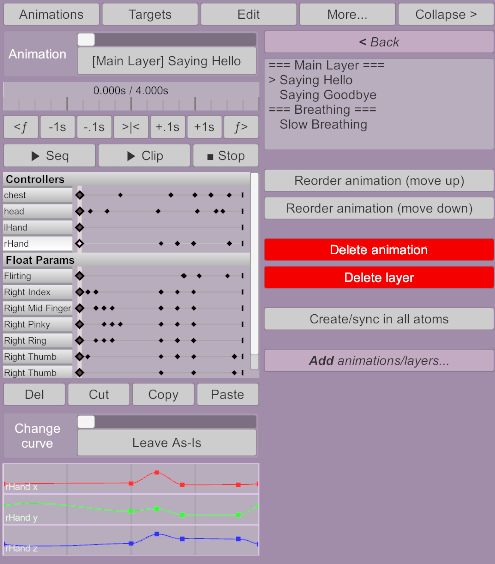 Animations
Targets
Edit
More...
Collapse >
Animation
[Main Layer] Saying Hello
0.000s / 4.000s
<ƒ
-1s
-.1s
>|<
+.1s
+1s
ƒ>
▶ Seq
▶ Clip
■ Stop
Controllers
chest
head
lHand
rHand
Float Params
Flirting
Right Index
Right Mid Finger
Right Pinky
Right Ring
Right Thumb
Right Thumb
Del
Cut
Copy
Paste
Change
curve
Leave As-Is
rHand x
rHand y
rHand z
< Back
=== Main Layer ===
> Saying Hello
Saying Goodbye
=== Breathing ===
Slow Breathing
Reorder animation (move up)
Reorder animation (move down)
Delete animation
Delete layer
Create/sync in all atoms
Add animations/layers...